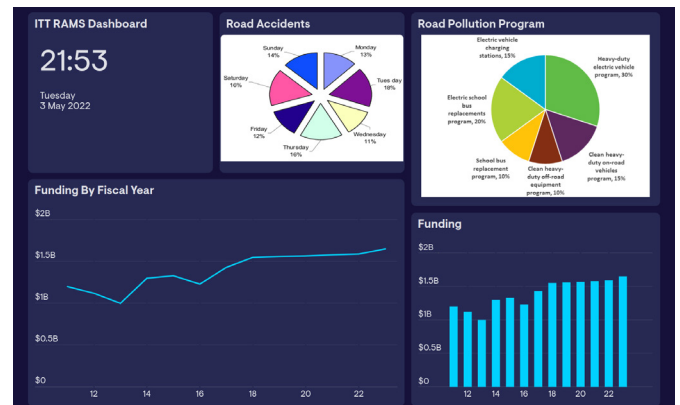 ITT RAMS Dashboard
21:53
Tuesday
3 May 2022
Road Accidents
Sunday
14%
Monday
13%
Tues day
18%
Wednesday
11%
Thursday
16%
Friday
12%
Saturday
16%
Road Pollution Program
Electric vehicle
charging
stations, 15%
Heavy-duty
electric vehicle
program, 30%
Electric school
bus
replacements
program, 20%
School bus
replacement
program, 10%
Clean heavy-
duty off-road
equipment
program, 10%
Clean heavy-
duty on-road
vehicles
program, 15%
Funding By Fiscal Year
$2B
$1.5B
$1B
$0.5B
$0
12 14 16 18 20 22
Funding
$2B
$1.5B
$1B
$0.5B
$0
12 14 16 18 20 22